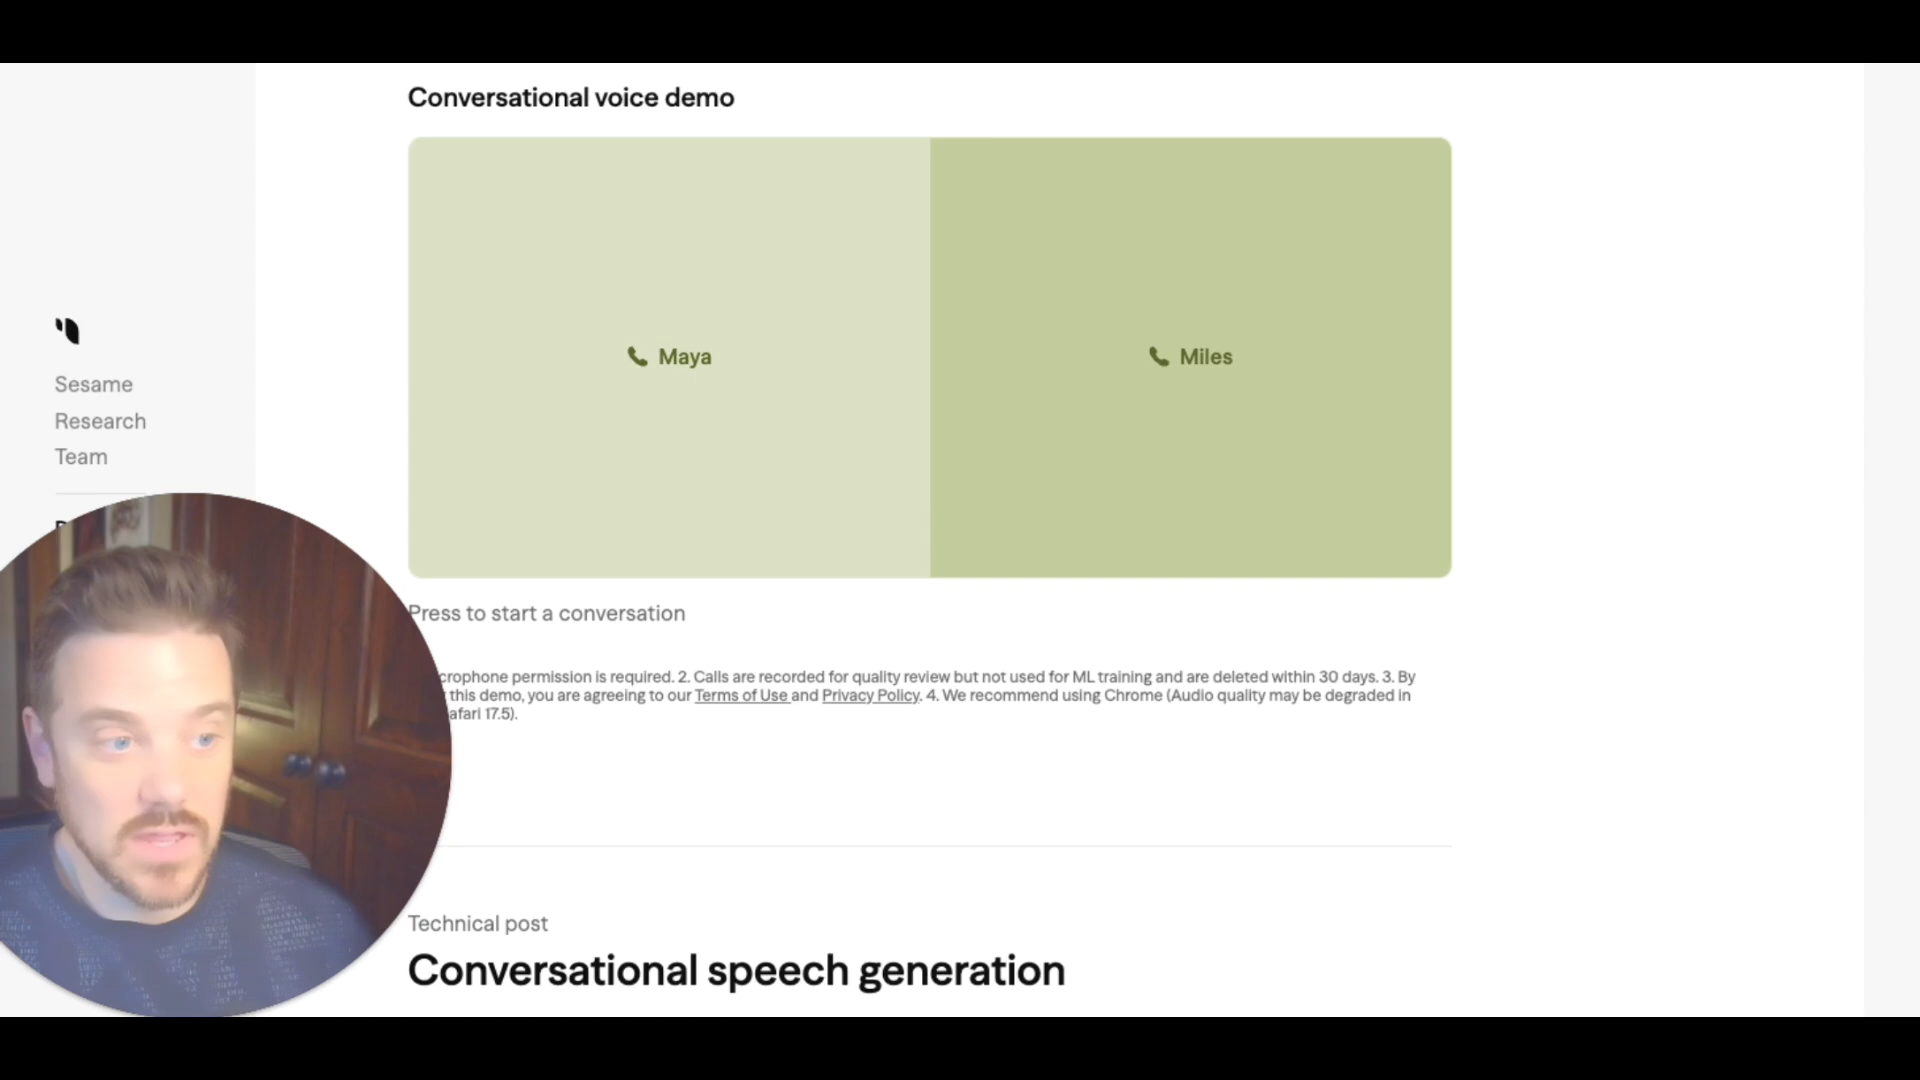 Conversational voice demo
Maya
Miles
Sesame
Research
Team
Press to start a conversation
crophone permission is required. 2. Calls are recorded for quality review but not used for ML training and are deleted within 30 days. 3. By
this demo, you are agreeing to our Terms of Use and Privacy Policy. 4. We recommend using Chrome (Audio quality may be degraded in
afari 17.5).
Technical post
Conversational speech generation